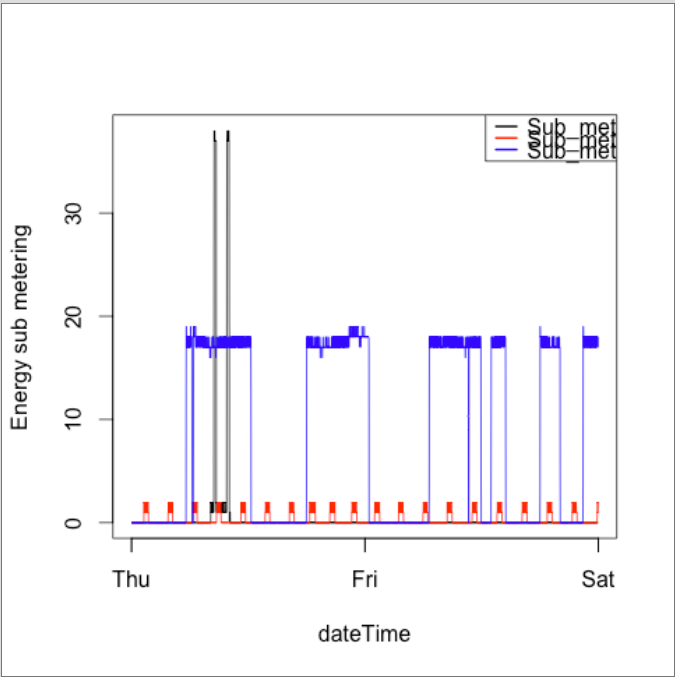 Sub_met
Sub_met
Sub_met
Energy sub metering
30
20
10
0
Thu Fri Sat
dateTime